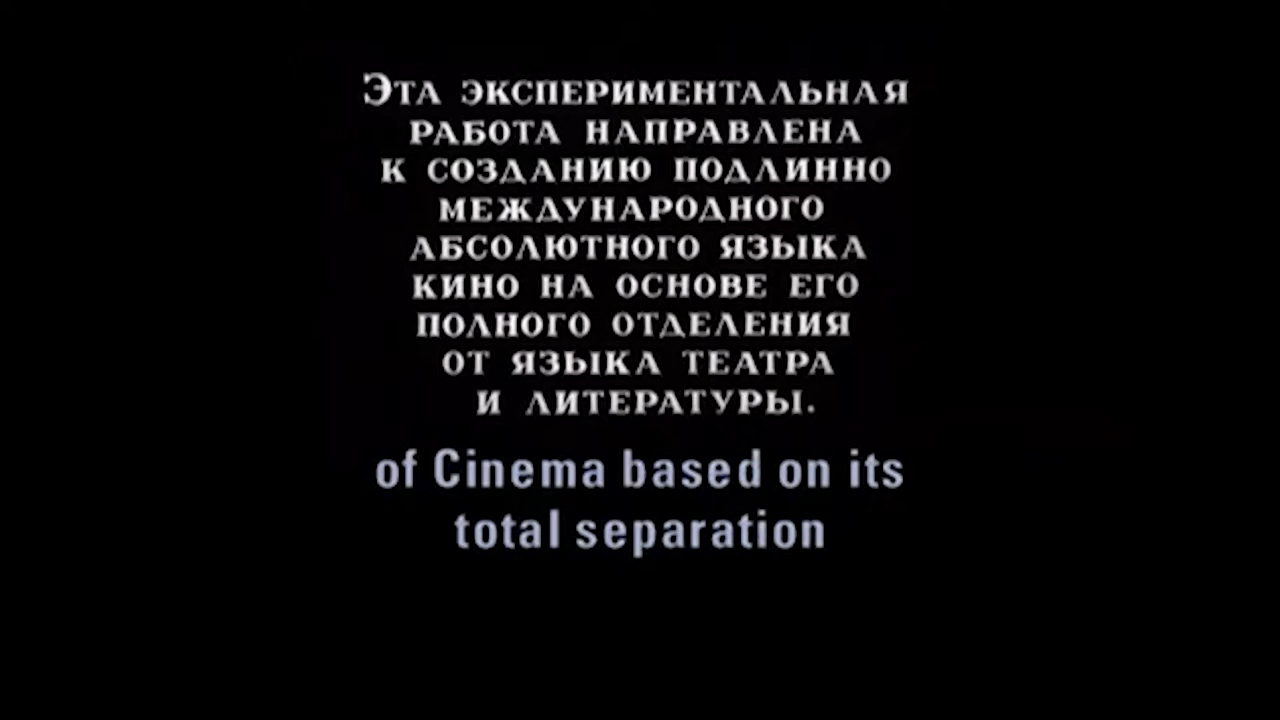 Эта экспериментальная
работа направлена
к созданию подлинно
международного
абсолютного языка
кино на основе его
полного отделения
от языка театра
и литературы.
of Cinema based on its
total separation